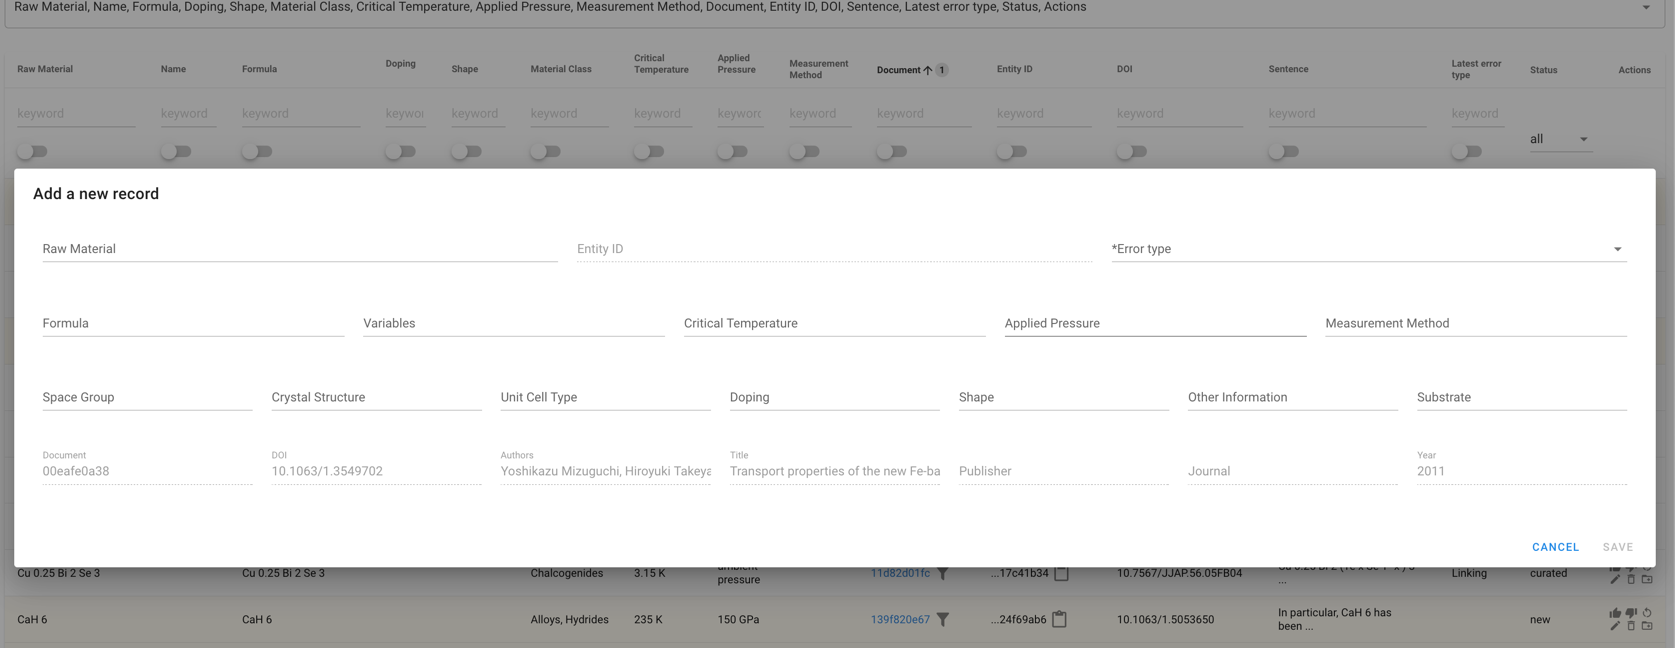 Raw Material, Name, Formula, Doping, Shape, Material Class, Critical Temperature, Applied Pressure, Measurement Method, Document, Entity ID, DOI, Sentence, Latest error type, Status, Actions
Raw Material Name Formula Doping Shape Material Class Critical Temperature Applied Pressure Measurement Method Document 1 Entity ID DOI Sentence Latest error type Status Actions
keyword keyword keyword keywor keyword keyword keyword keyword keyword keyword keyword keyword keyword keyword
all
Add a new record
Raw Material Entity ID *Error type
Formula Variables Critical Temperature Applied Pressure Measurement Method
Space Group Crystal Structure Unit Cell Type Doping Shape Other Information Substrate
Document DOI Authors Title Year
00eafe0a38 10.1063/1.3549702 Yoshikazu Mizuguchi, Hiroyuki Takeya Transport properties of the new Fe-ba Publisher Journal 2011
CANCEL SAVE
Cu 0.25 Bi 2 Se 3 Cu 0.25 Bi 2 Se 3 Chalcogenides 3.15 K ambient pressure 11d82d01fc ...17c41b34 10.7567/JJAP.56.05FB04 ... Linking curated
CaH 6 CaH 6 Alloys, Hydrides 235 K 150 GPa 139f820e67 ...24f69ab6 10.1063/1.5053650 In particular, CaH 6 has been ... new